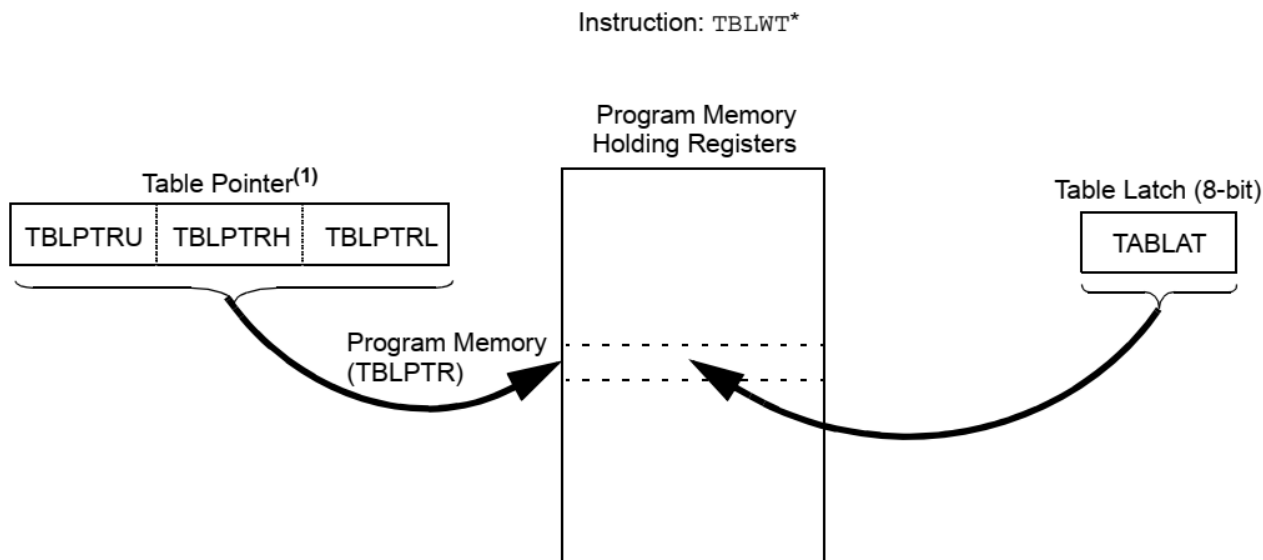 Instruction: TBLWT*
Program Memory
Holding Registers
Table Pointer(1)
Table Latch (8-bit)
TBLPTRU TBLPTRH TBLPTRL
TABLAT
Program Memory
(TBLPTR)